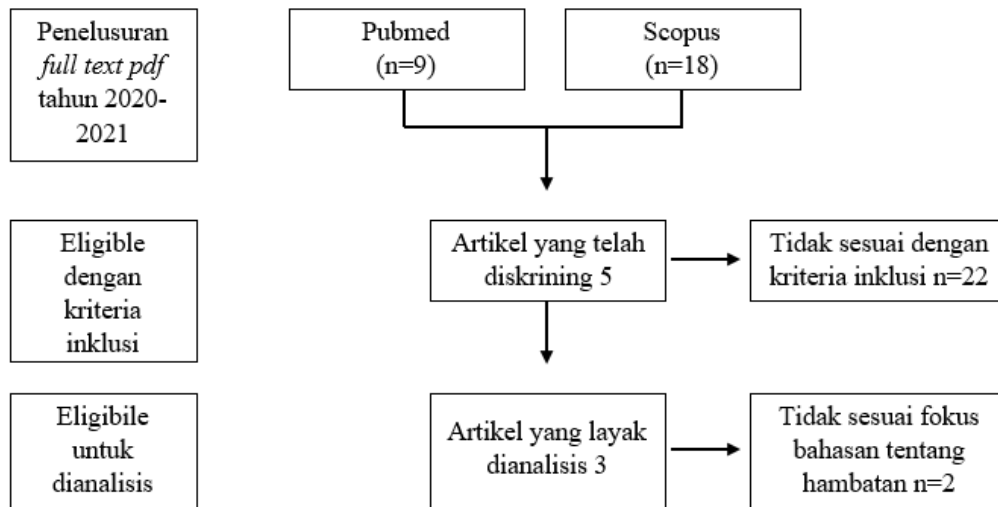 Penelusuran
full text pdf
tahun 2020-
2021
Pubmed
(n=9)
Scopus
(n=18)
Eligible
dengan
kriteria
inklusi
Artikel yang telah
diskrining 5
Tidak sesuai dengan
kriteria inklusi n=22
Eligibile
untuk
dianalisis
Artikel yang layak
dianalisis 3
Tidak sesuai fokus
bahasan tentang
hambatan n=2